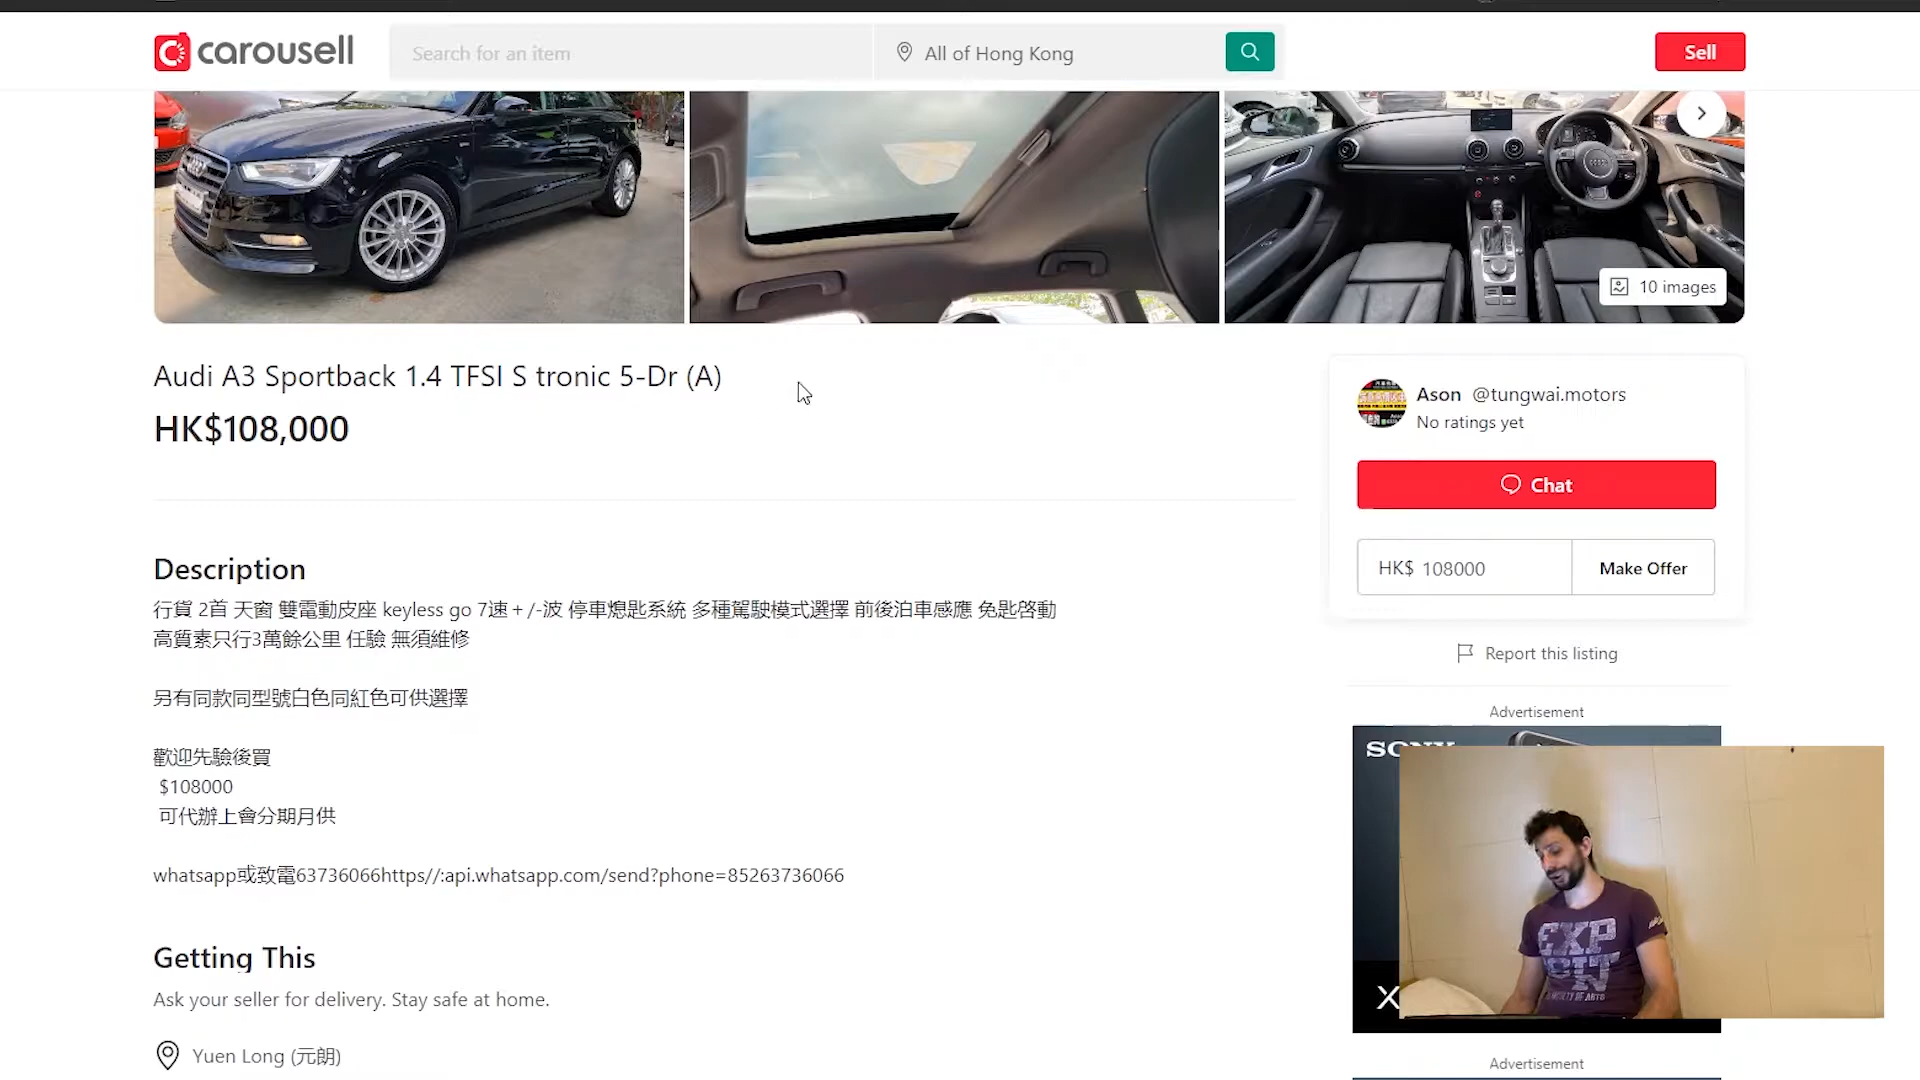 carousell
Search for an item
All of Hong Kong
Sell
10 images
Audi A3 Sportback 1.4 TFSI S tronic 5-Dr (A)
HK$108,000
Ason @tungwai.motors
No ratings yet
Chat
HK$ 108000
Make Offer
Report this listing
Advertisement
SONY
Description
行貨 2首 天窗 雙電動皮座 keyless go 7速 + /-波 停車熄匙系統 多種駕駛模式選擇 前後泊車感應 免匙啓動
高質素只行3萬餘公里 任驗 無須維修
另有同款同型號白色同紅色可供選擇
歡迎先驗後買
$108000
可代辦上會分期月供
whatsapp或致電63736066https//:api.whatsapp.com/send?phone=85263736066
Getting This
Ask your seller for delivery. Stay safe at home.
Yuen Long (元朗)
X
Advertisement